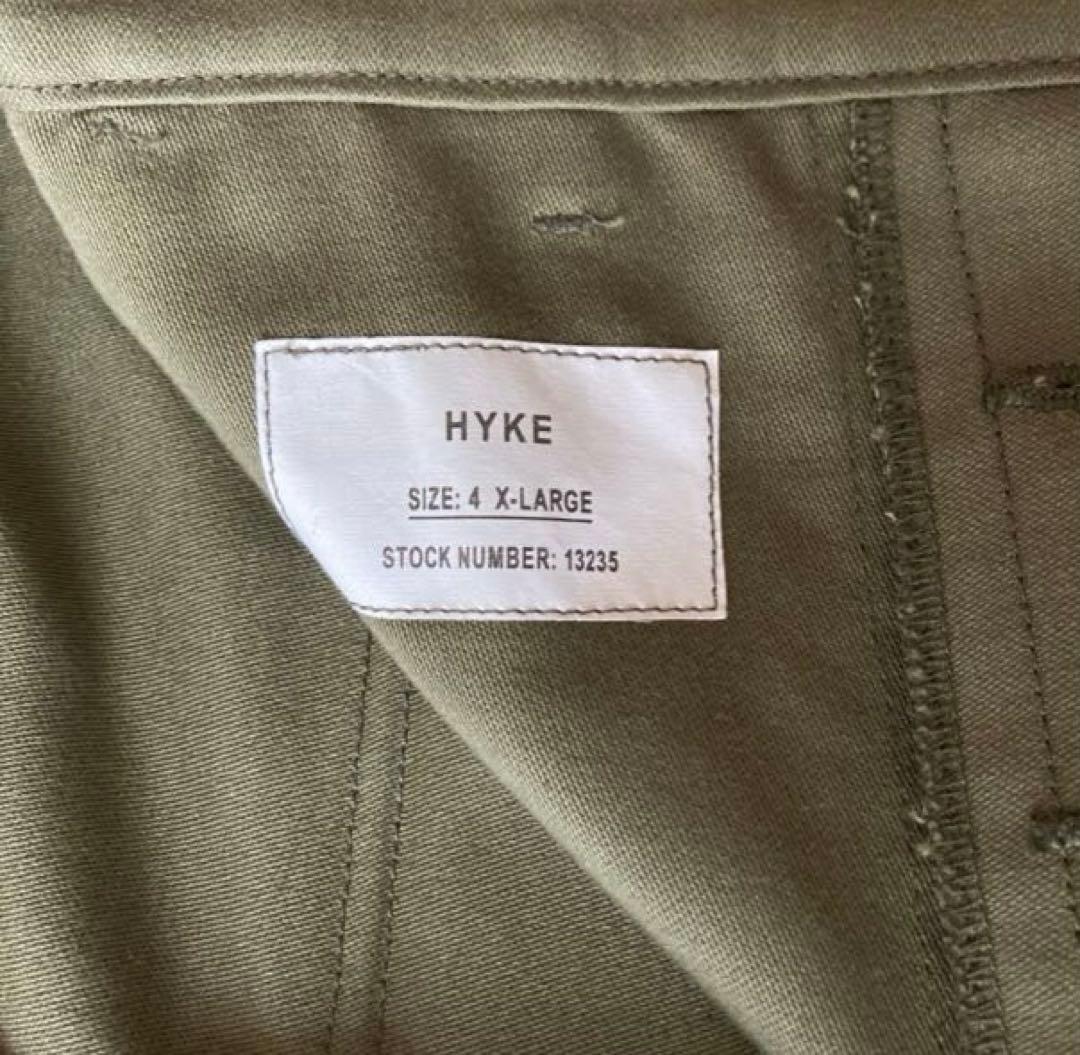 HYKE
SIZE: 4 X-LARGE
STOCK NUMBER: 13235